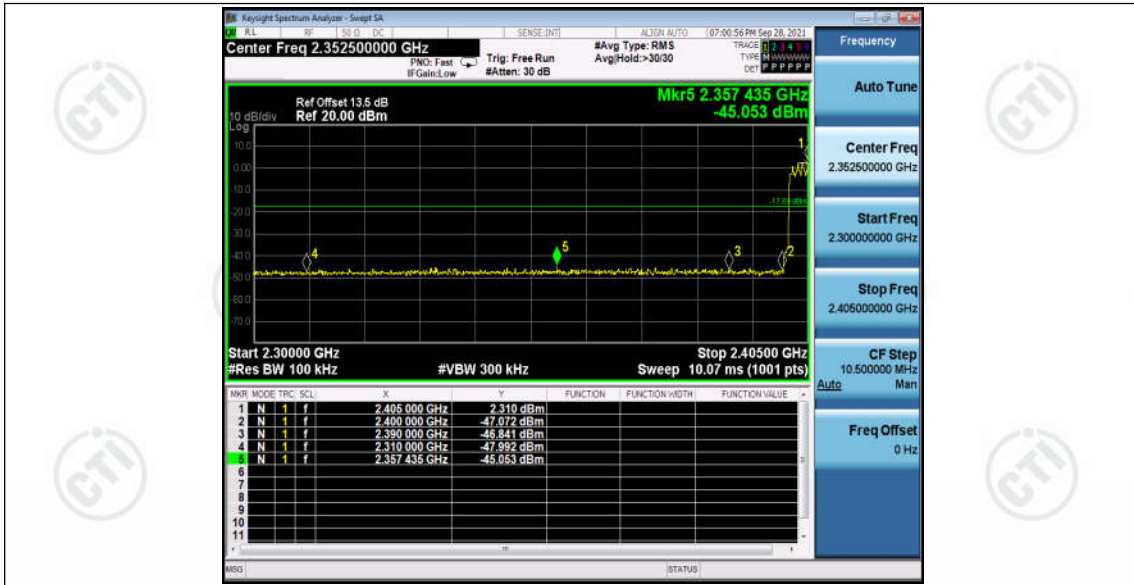 Keysight Spectrum Analyzer - Swept SA
RL RF 50 Ω DC SENSE:INT ALIGN AUTO 07:00:56 PM Sep 28, 2021
Center Freq 2.352500000 GHz
PNO: Fast
IFGain:Low
Trig: Free Run
#Atten: 30 dB
#Avg Type: RMS
Avg|Hold:>30/30
TRACE 1 2 3 4 5 6
TYPE M W W W W W
DET P P P P P P
Frequency
Auto Tune
Center Freq
2.352500000 GHz
Start Freq
2.300000000 GHz
Stop Freq
2.405000000 GHz
CF Step
10.500000 MHz
Auto Man
Freq Offset
0 Hz
Mkr5 2.357 435 GHz
-45.053 dBm
Ref Offset 13.5 dB
10 dB/div Ref 20.00 dBm
Log
10.0
0.00
-10.0
-20.0
-30.0
-40.0
-50.0
-60.0
-70.0
1
4
5
3
2
Start 2.30000 GHz Stop 2.40500 GHz
#Res BW 100 kHz #VBW 300 kHz Sweep 10.07 ms (1001 pts)
MKR MODE TRC SCL X Y FUNCTION FUNCTION WIDTH FUNCTION VALUE
1 N 1 f 2.405 000 GHz 2.310 dBm
2 N 1 f 2.400 000 GHz -47.072 dBm
3 N 1 f 2.390 000 GHz -46.841 dBm
4 N 1 f 2.310 000 GHz -47.992 dBm
5 N 1 f 2.357 435 GHz -45.053 dBm
6
7
8
9
10
11
MSG STATUS
CTI
CTI
CTI
CTI